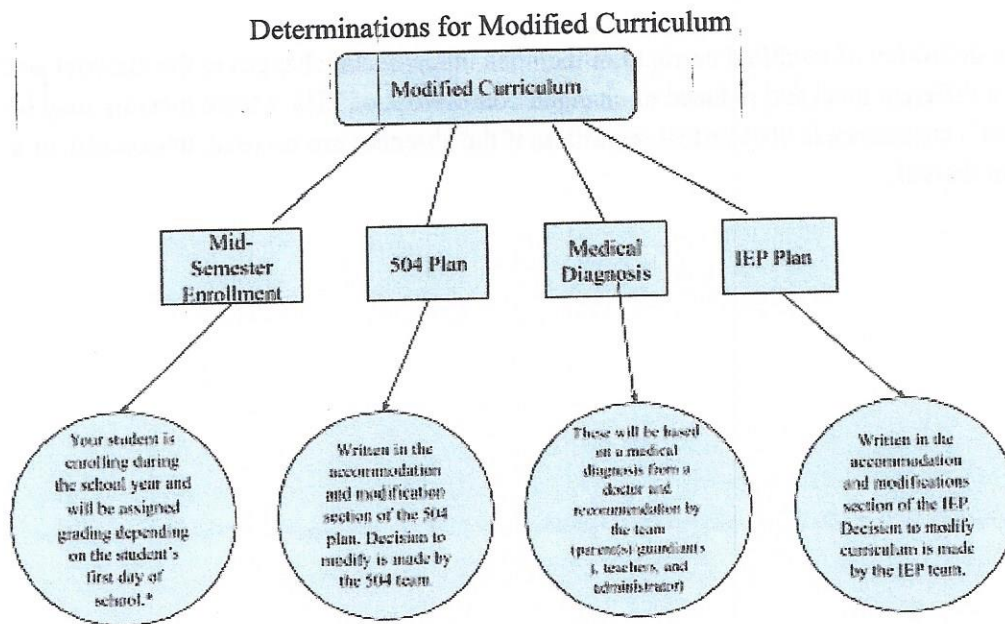 Determinations for Modified Curriculum
Modified Curriculum
Mid-
Semester
Enrollment
504 Plan
Medical
Diagnosis
IEP Plan
Your student is
enrolling during
the school year and
will be assigned
grading depending
on the student's
first day of
school.*
Written in the
accommodation
and modification
section of the 504
plan. Decision to
modify is made by
the 504 team.
These will be based
on a medical
diagnosis from a
doctor and
recommendation by
the team
(parent(s)/guardians
), teachers, and
administrator)
Written in the
accommodation
and modifications
section of the IEP.
Decision to modify
curriculum is made
by the IEP team.